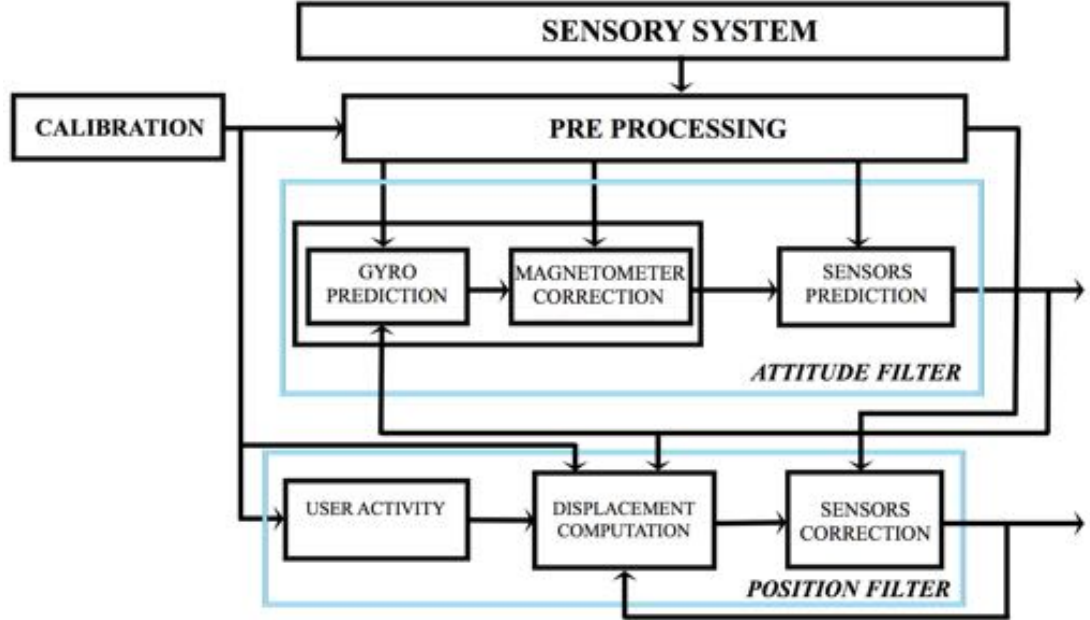 SENSORY SYSTEM
CALIBRATION
PRE PROCESSING
GYRO
PREDICTION
MAGNETOMETER
CORRECTION
SENSORS
PREDICTION
ATTITUDE FILTER
USER ACTIVITY
DISPLACEMENT
COMPUTATION
SENSORS
CORRECTION
POSITION FILTER